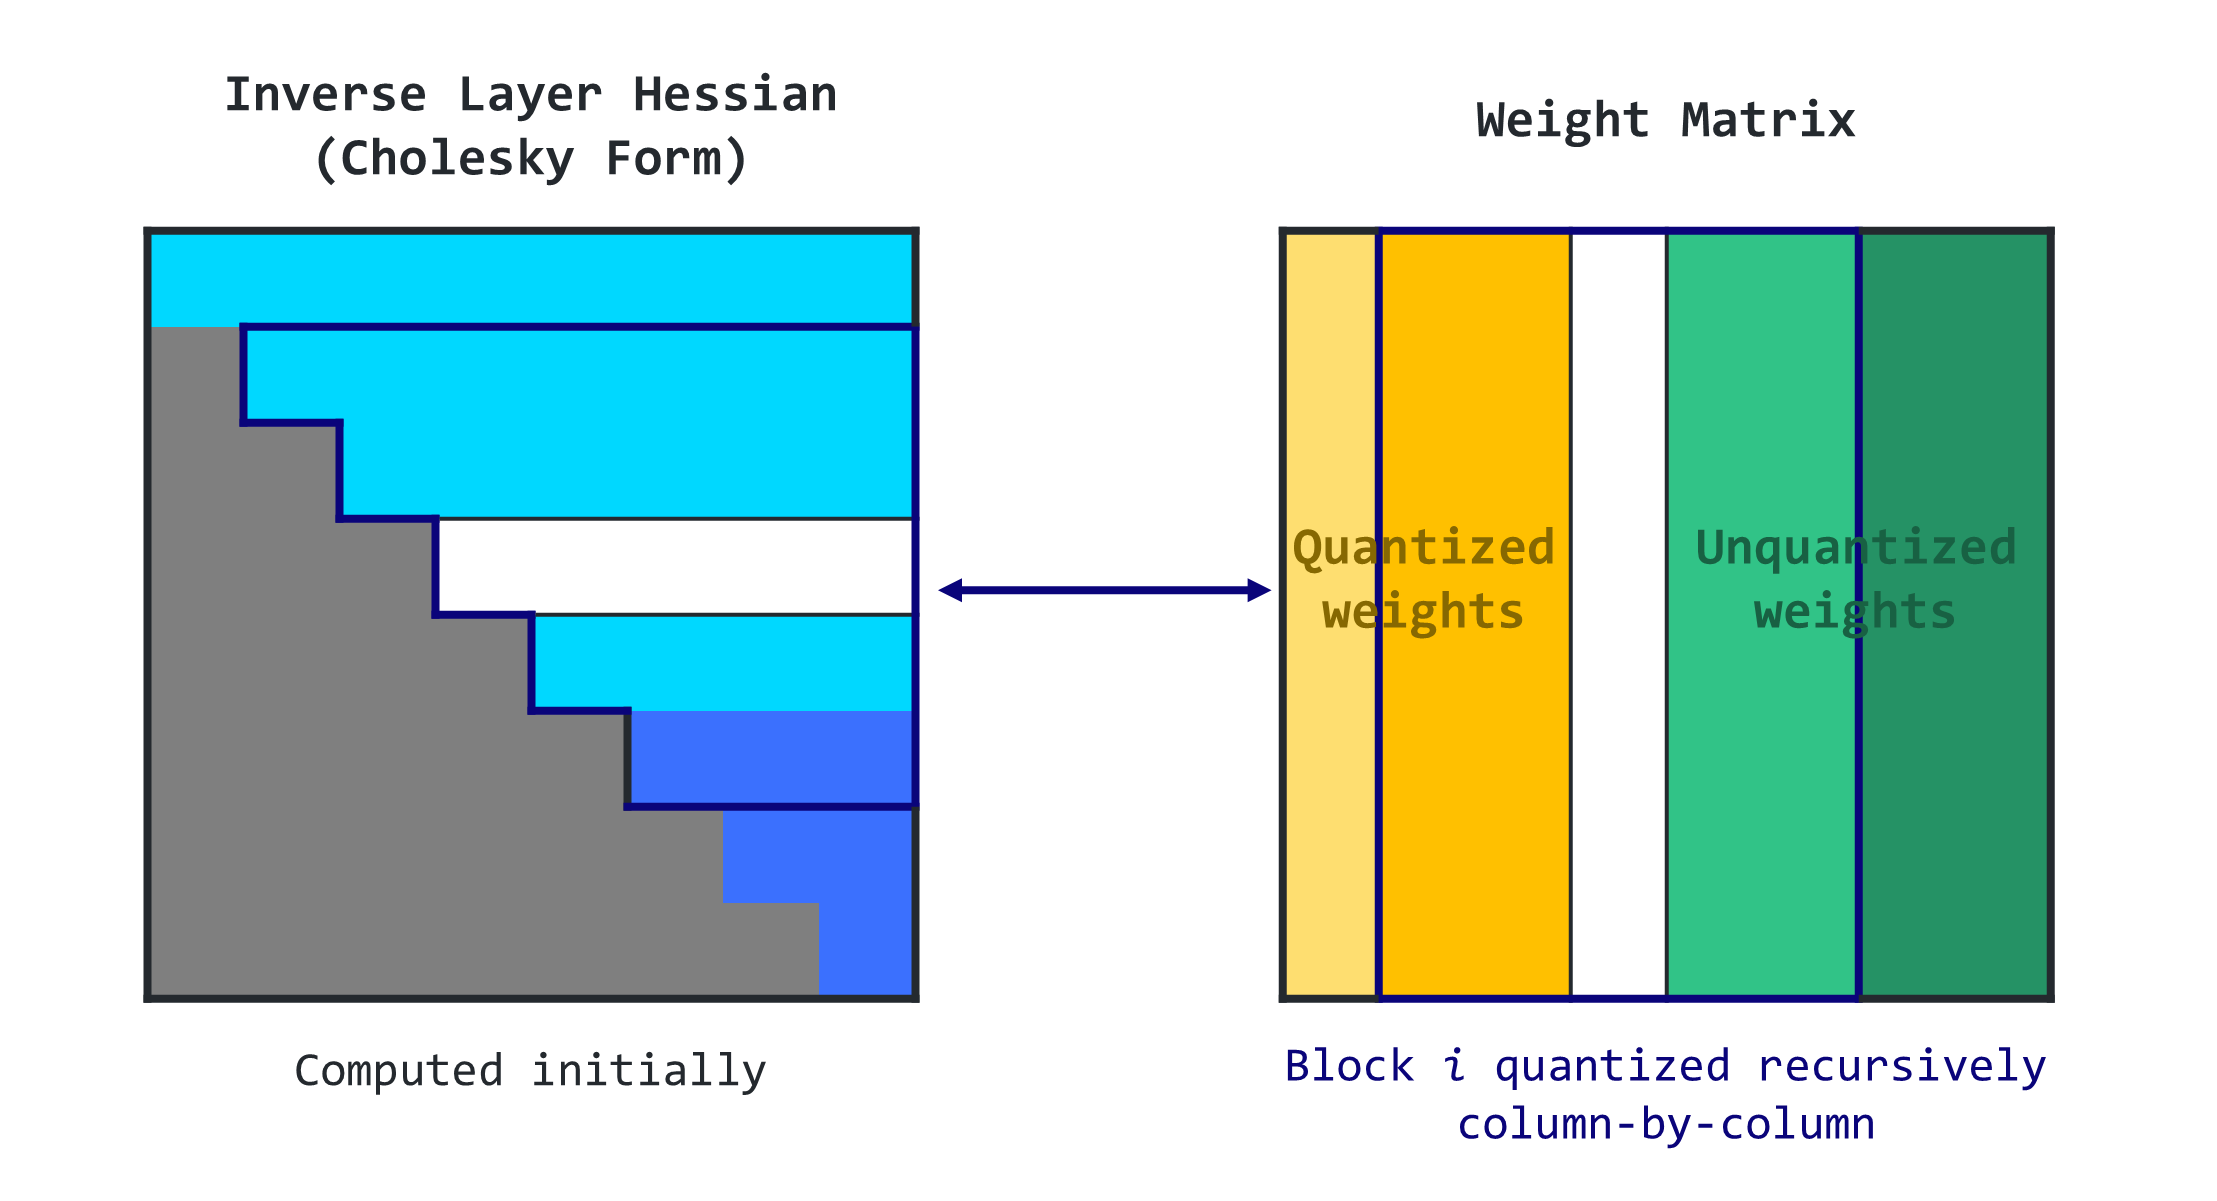 Inverse Layer Hessian
(Cholesky Form)
Weight Matrix
Quantized
weights
Unquantized
weights
Computed initially
Block i quantized recursively
column-by-column